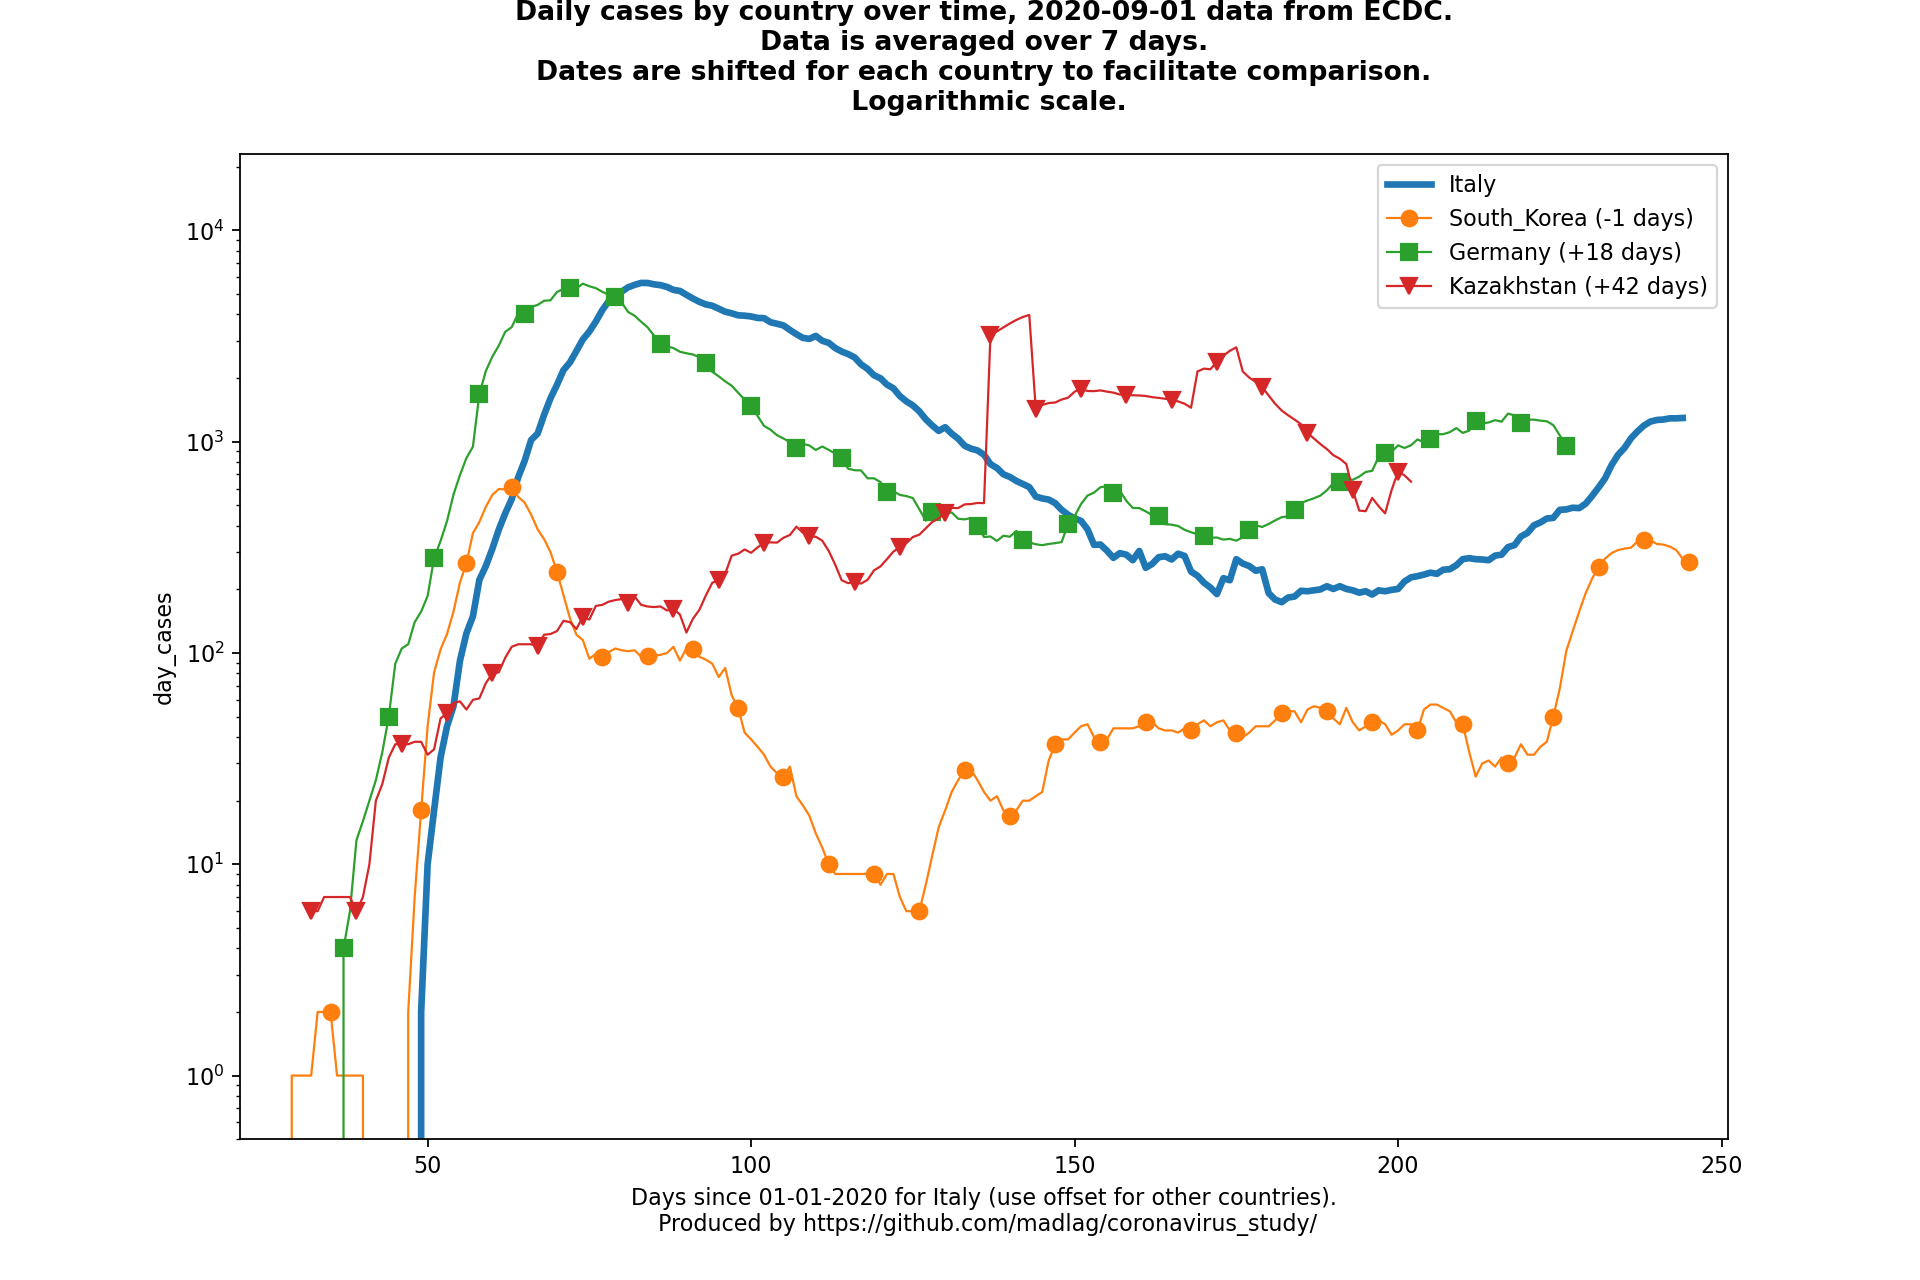 Daily cases by country over time, 2020-09-01 data from ECDC.
Data is averaged over 7 days.
Dates are shifted for each country to facilitate comparison.
Logarithmic scale.
Italy
South_Korea (-1 days)
Germany (+18 days)
Kazakhstan (+42 days)
day_cases
10⁴
10³
10²
10¹
10⁰
50
100
150
200
250
Days since 01-01-2020 for Italy (use offset for other countries).
Produced by https://github.com/madlag/coronavirus_study/